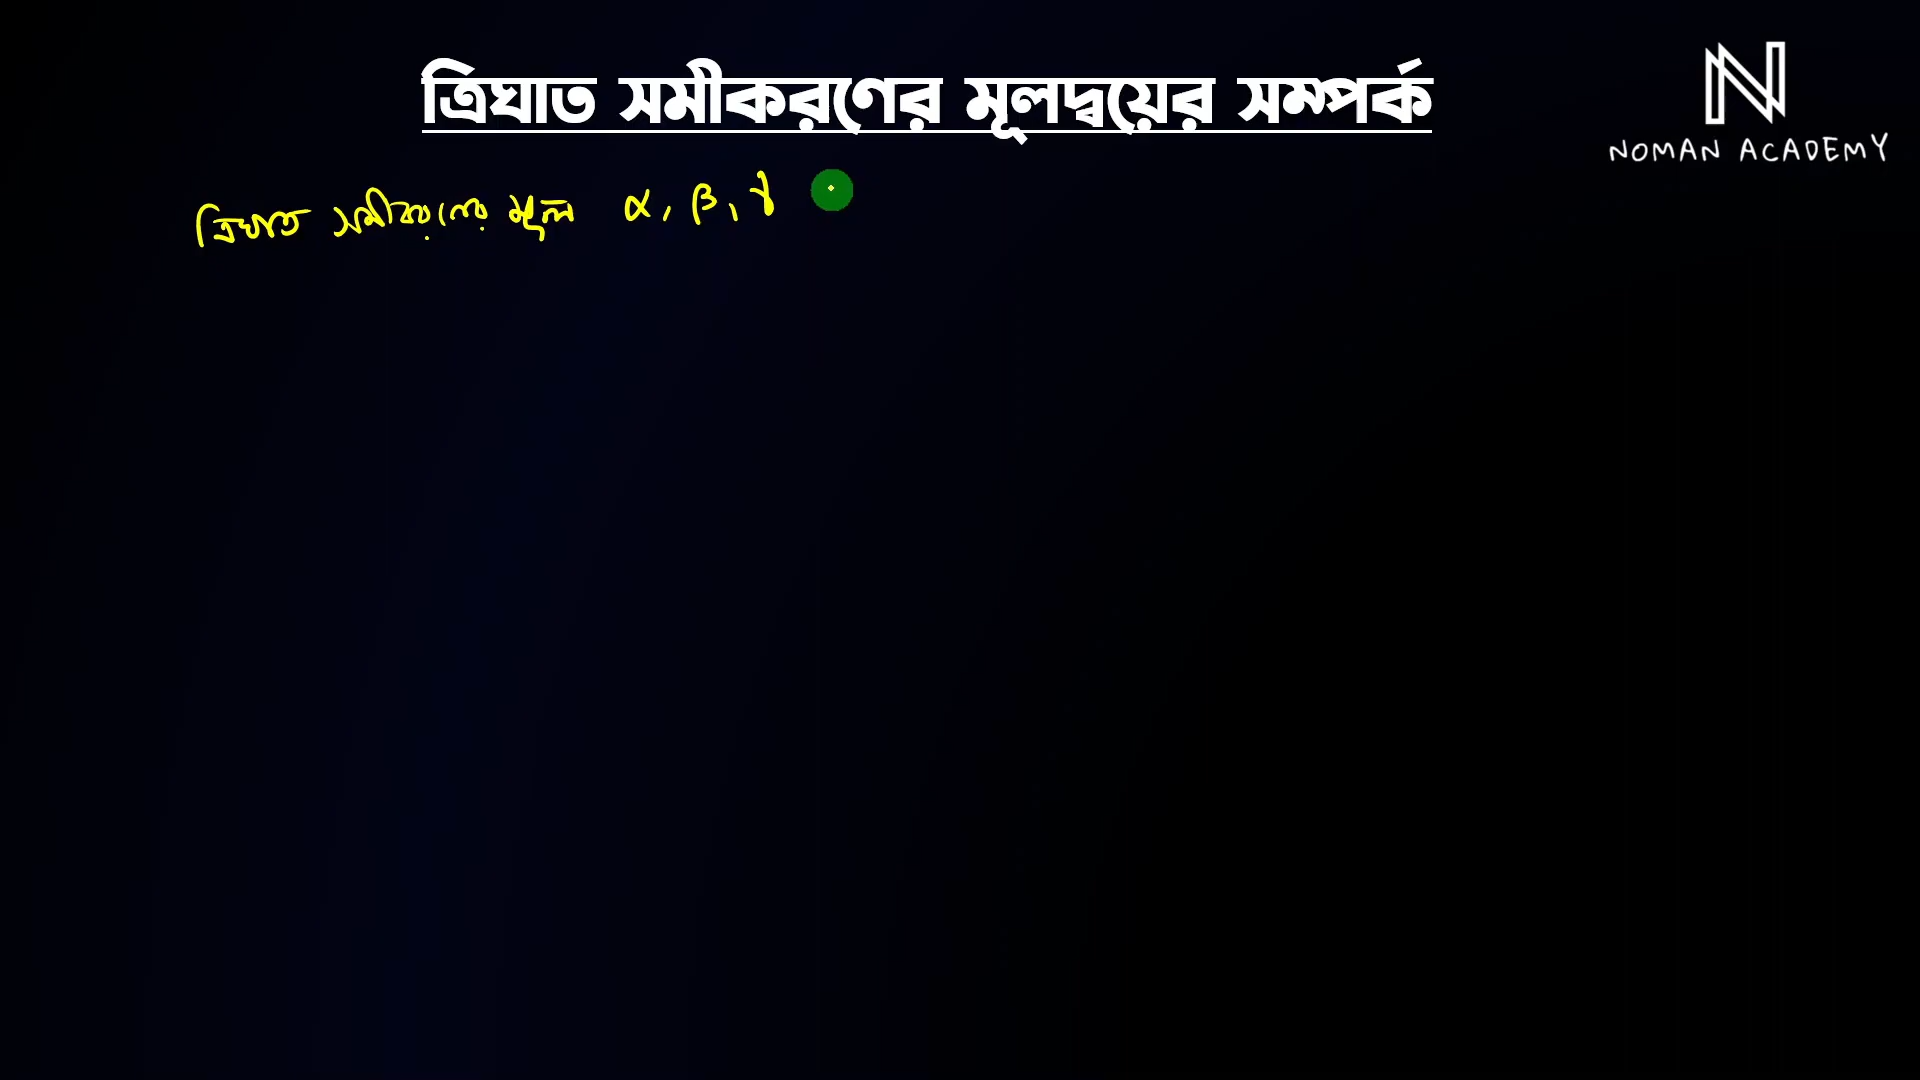 ত্রিঘাত সমীকরণের মূলদ্বয়ের সম্পর্ক
NOMAN ACADEMY
ত্রিঘাত সমীকরণের মূল α, β, γ